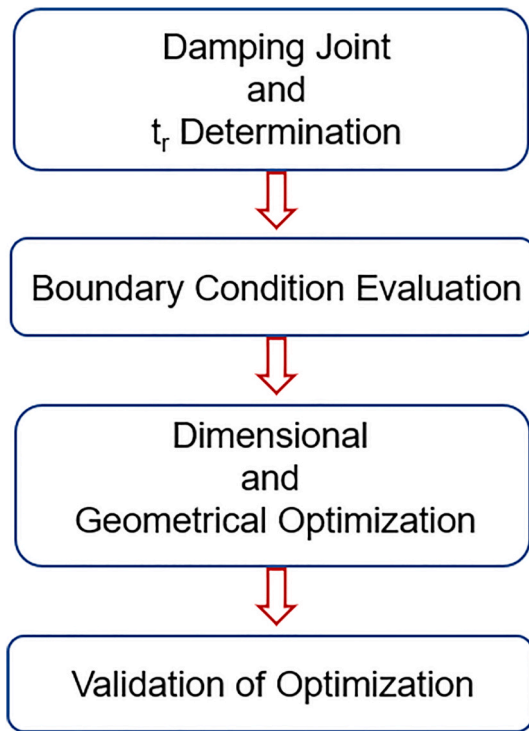 Damping Joint
and
tᵣ Determination
Boundary Condition Evaluation
Dimensional
and
Geometrical Optimization
Validation of Optimization